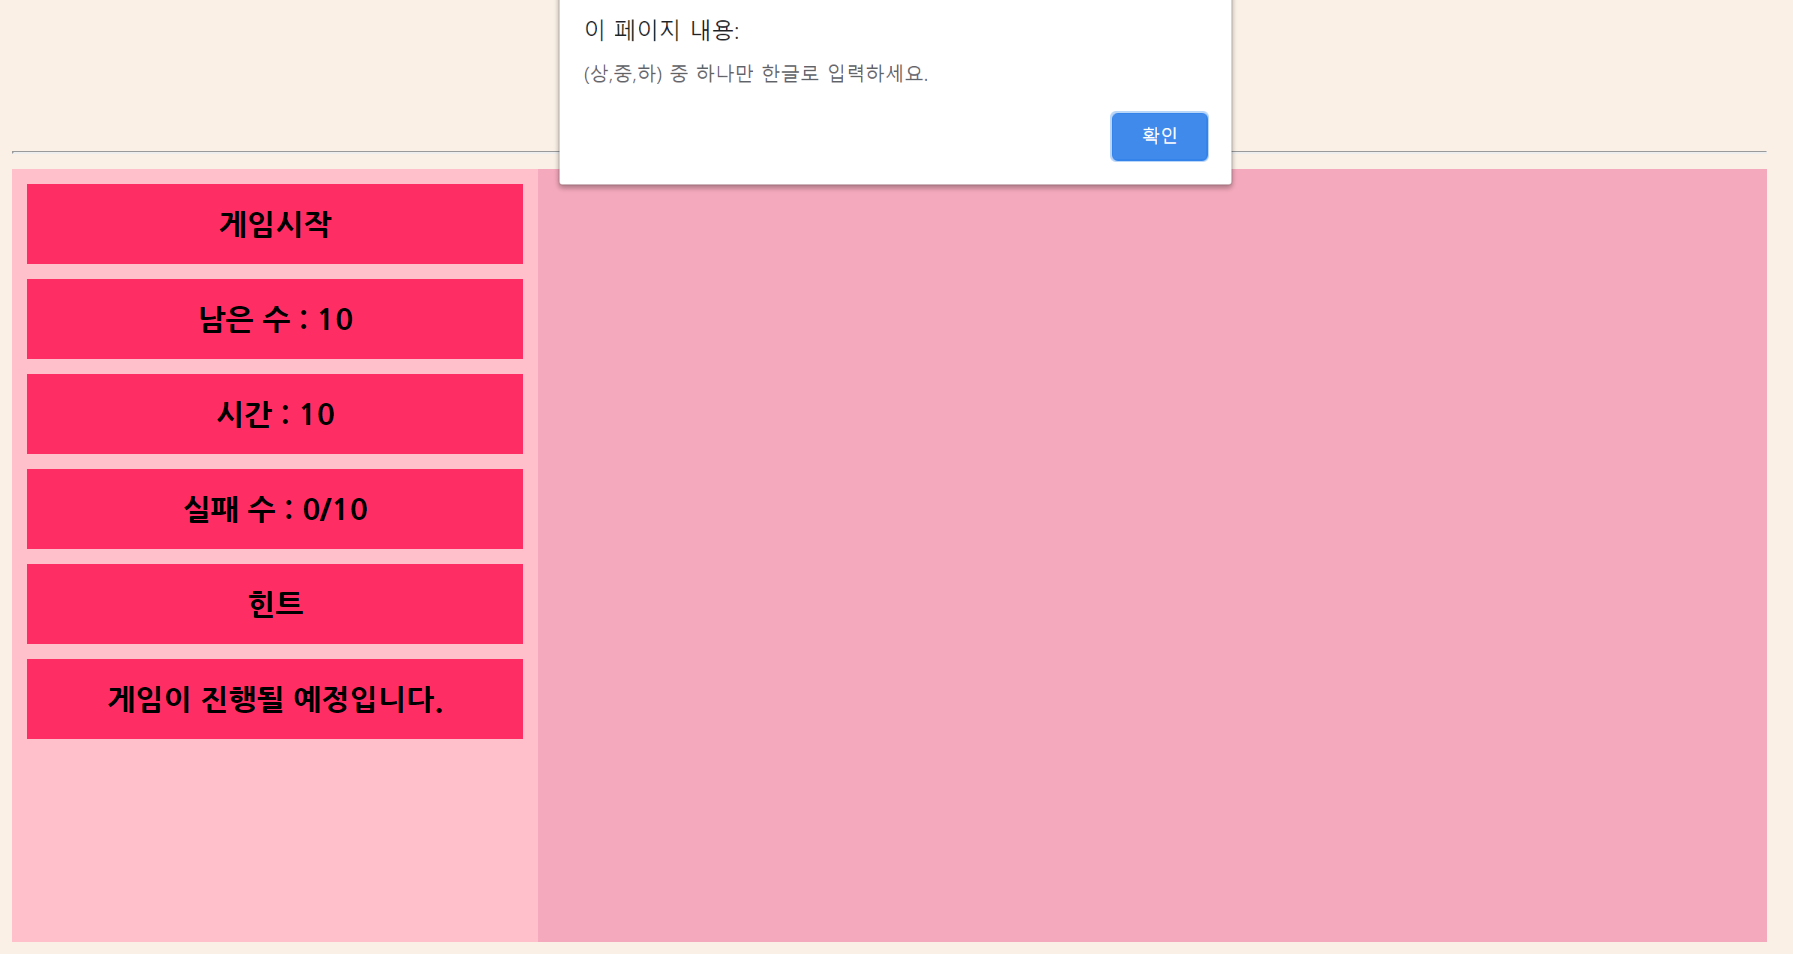 이 페이지 내용:
(상,중,하) 중 하나만 한글로 입력하세요.
확인
게임시작
남은 수 : 10
시간 : 10
실패 수 : 0/10
힌트
게임이 진행될 예정입니다.